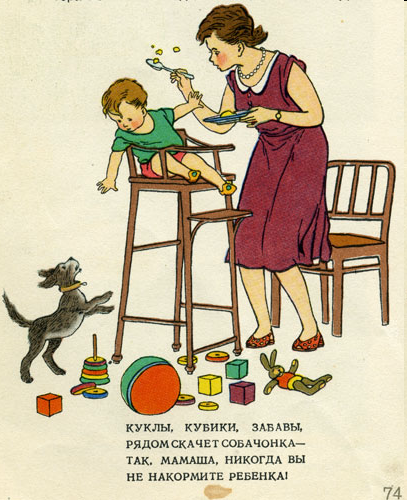 КУКЛЫ, КУБИКИ, ЗАБАВЫ,
РЯДОМ СКАЧЕТ СОБАЧОНКА—
ТАК, МАМАША, НИКОГДА ВЫ
НЕ НАКОРМИТЕ РЕБЕНКА!
74